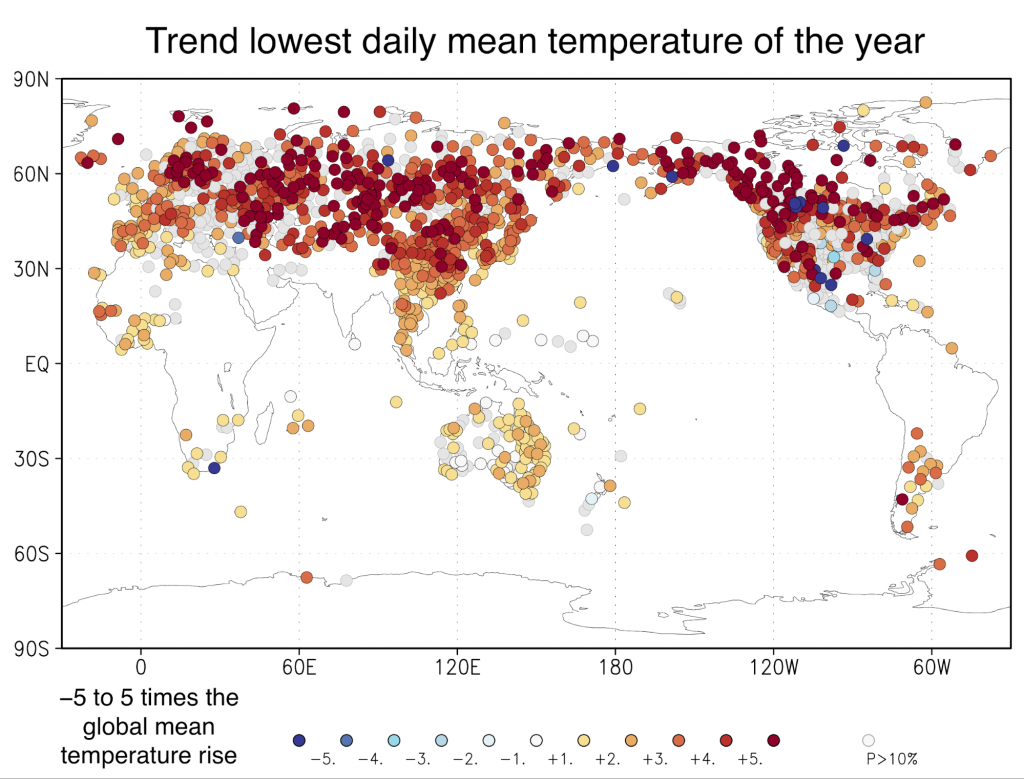 Trend lowest daily mean temperature of the year
90N
60N
30N
EQ
30S
60S
90S
0 60E 120E 180 120W 60W
–5 to 5 times the
global mean
temperature rise
–5. –4. –3. –2. –1. +1. +2. +3. +4. +5. P>10%